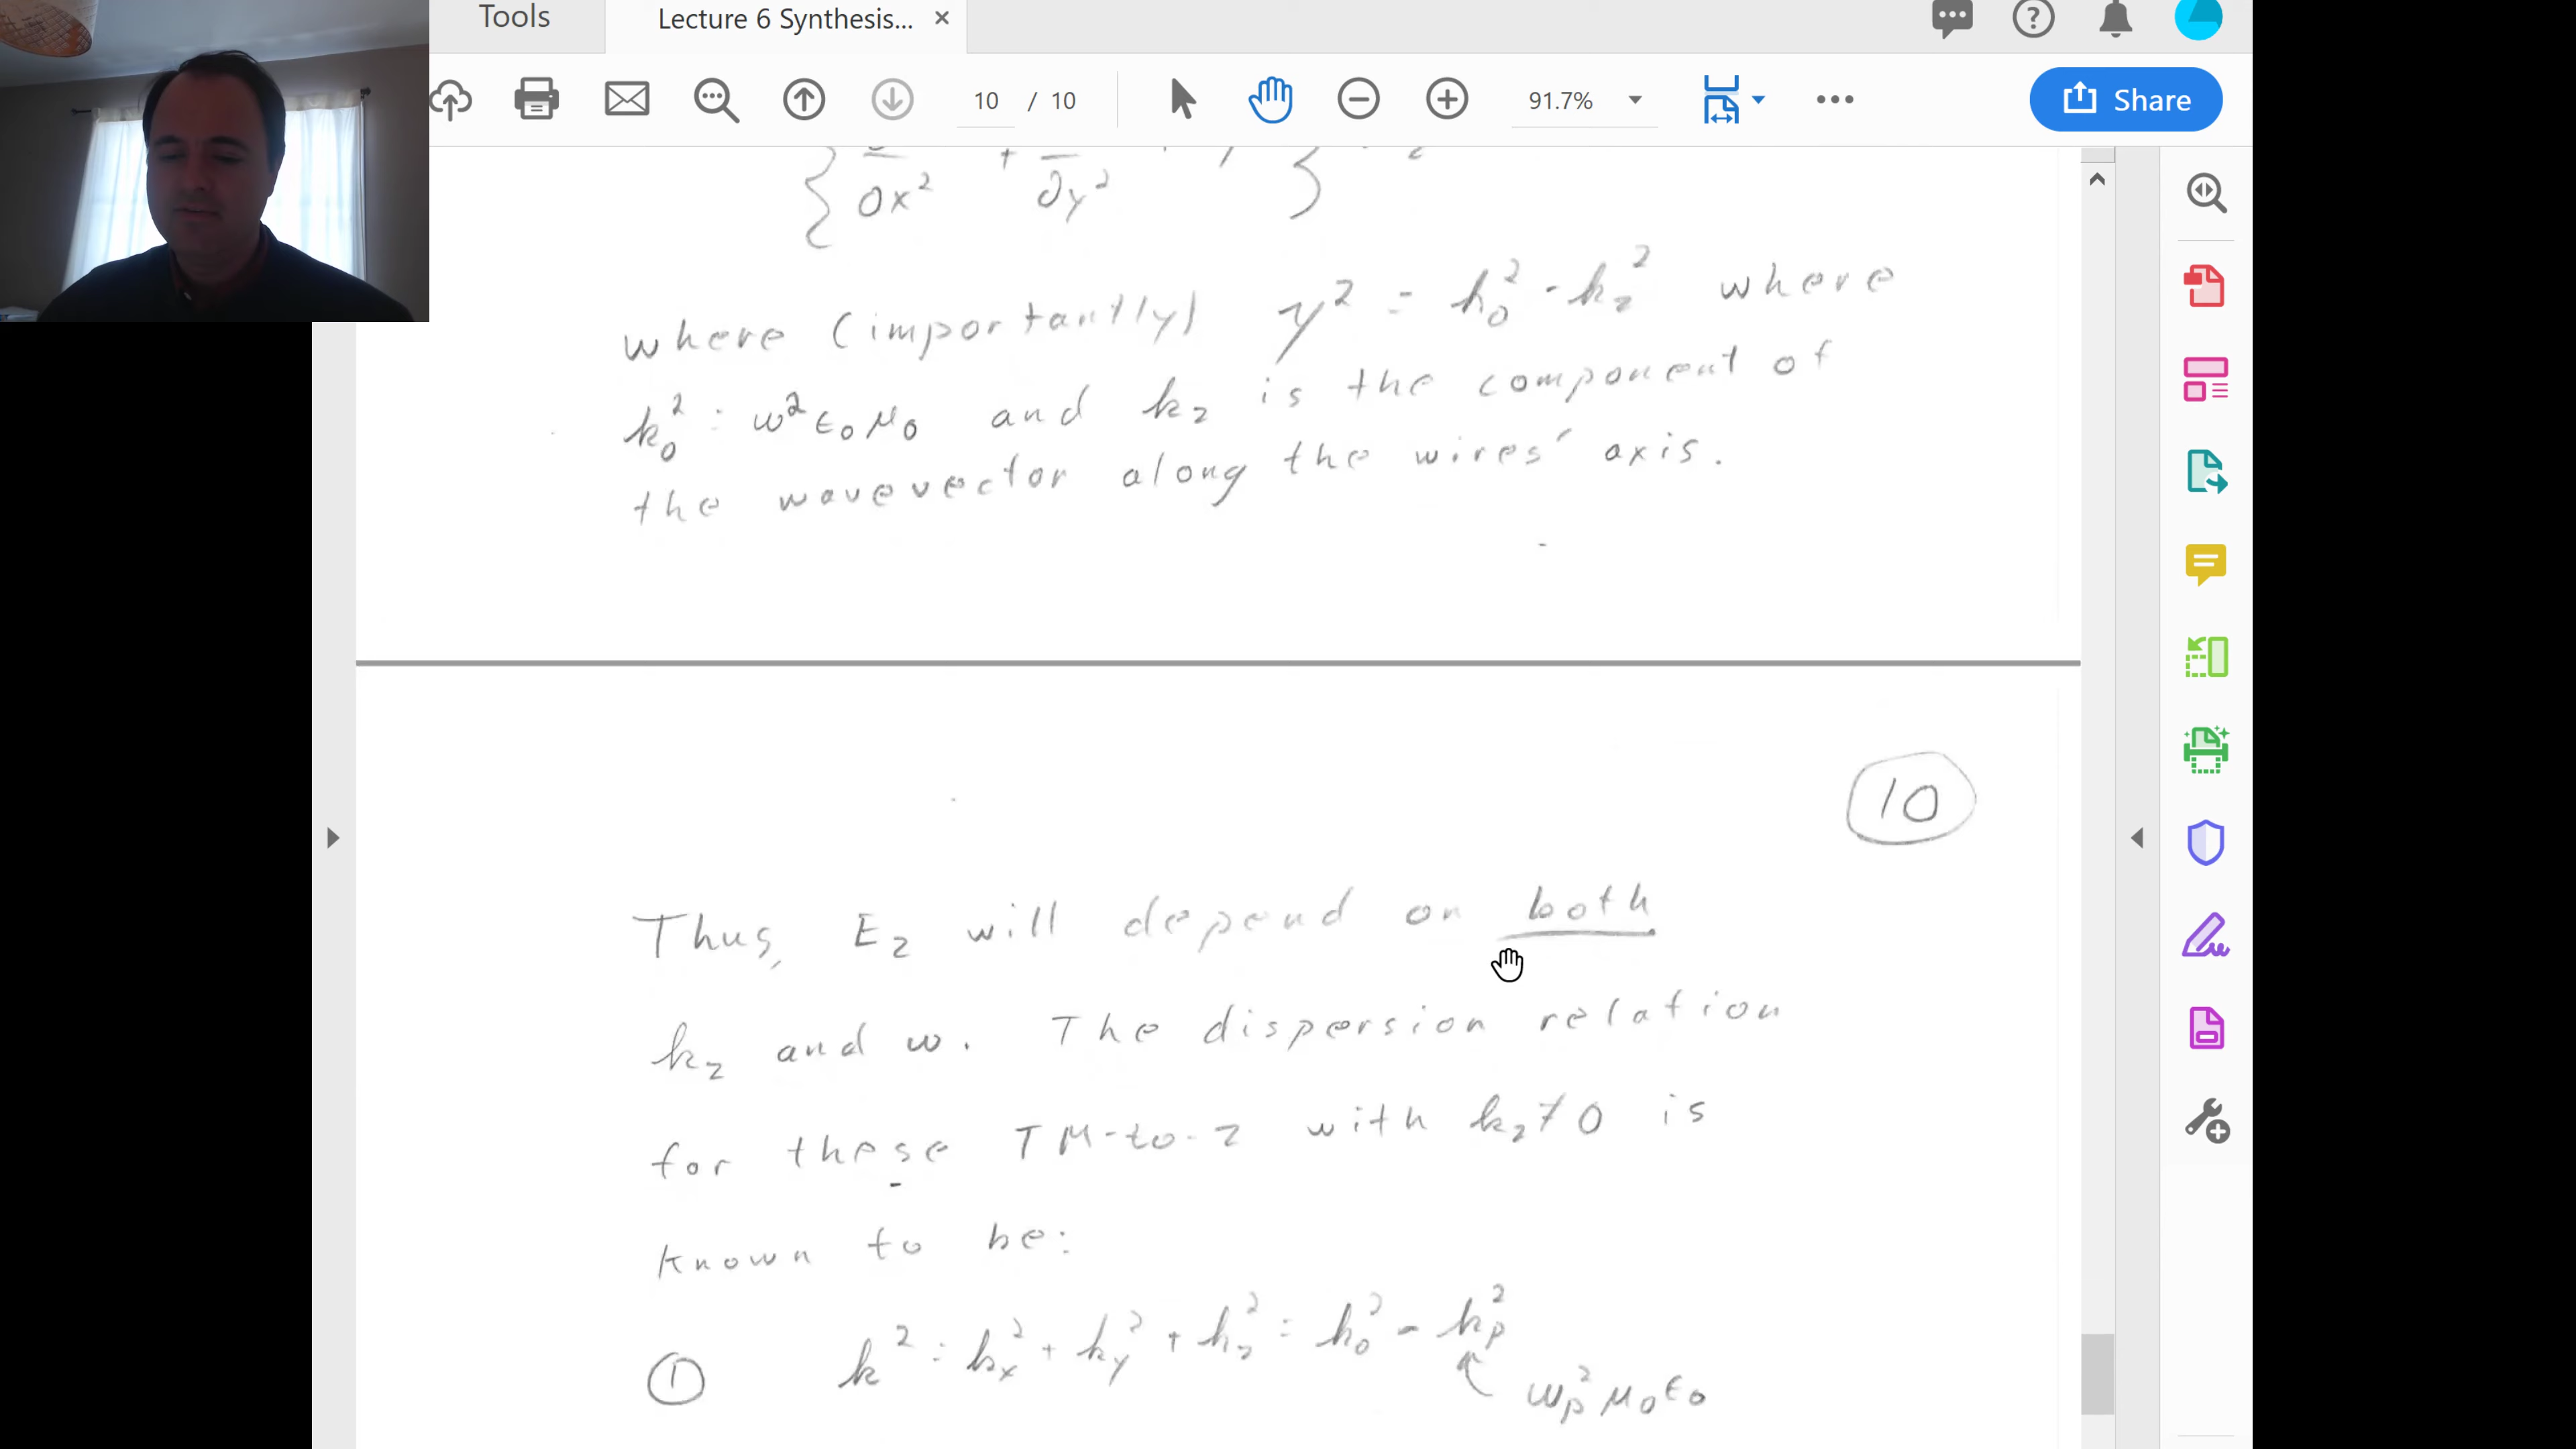 Tools
Lecture 6 Synthesis...
10 / 10
91.7%
Share
∂x² + ∂y²
where (importantly) γ² = k₀² - k_z² where
k₀² = ω²ε₀μ₀ and k_z is the component of
the wavevector along the wires' axis.
10
Thus, E_z will depend on both
k_z and ω. The dispersion relation
for these TM-to-z with k_z ≠ 0 is
known to be:
① k² = k_x² + k_y² + k_z² = k₀² - k_p²
ω_p² μ₀ε₀